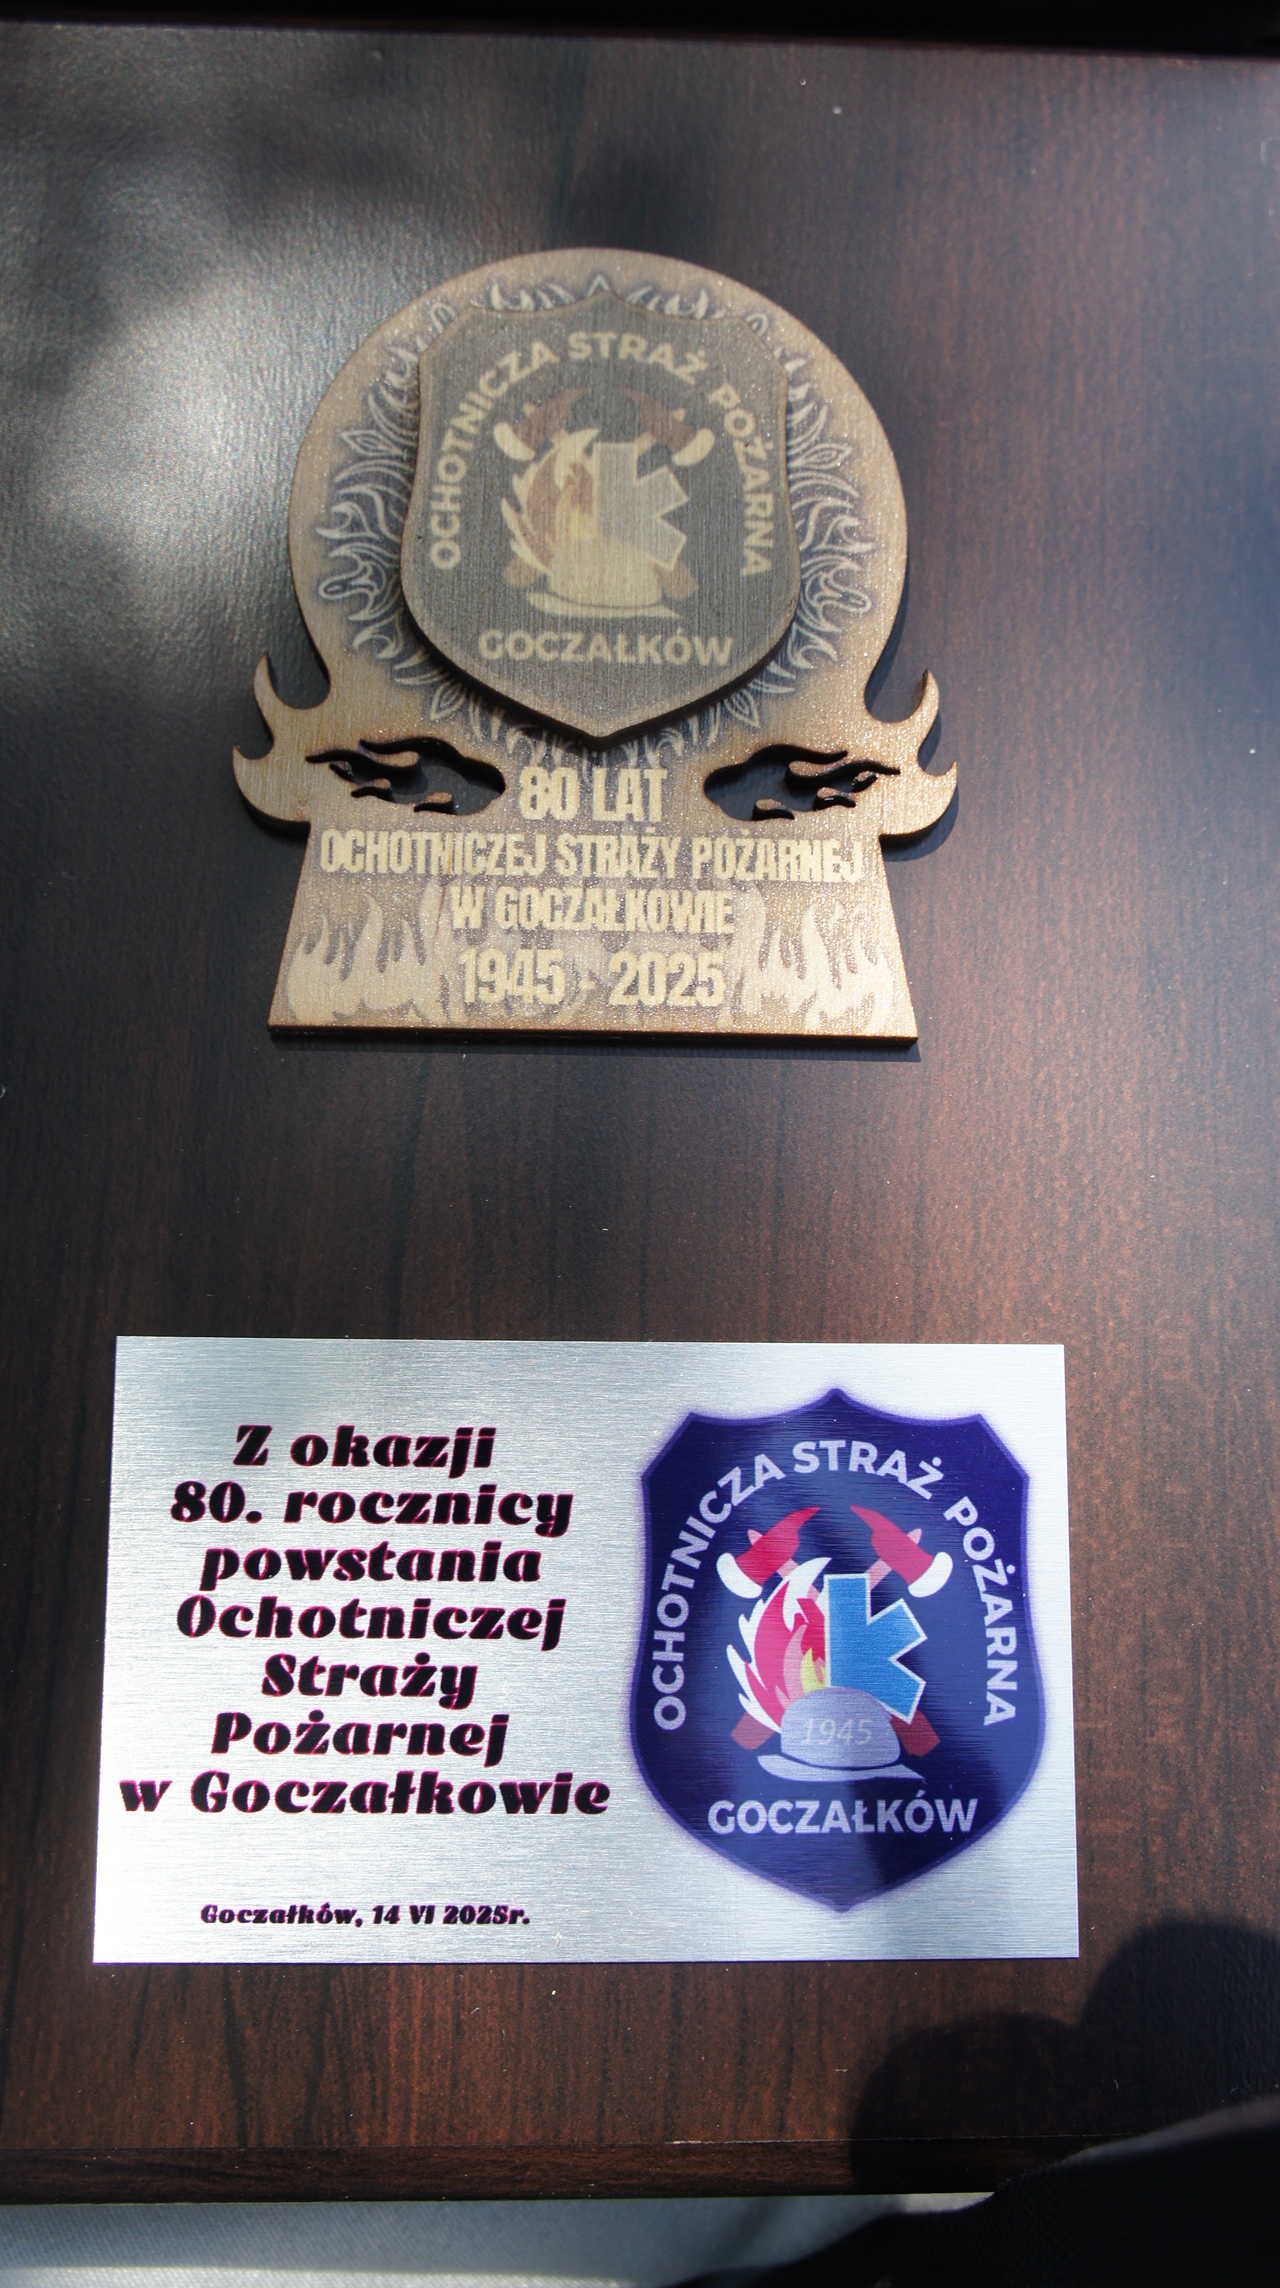 OCHOTNICZA STRAŻ POŻARNA
GOCZAŁKÓW
80 LAT
OCHOTNICZEJ STRAŻY POŻARNEJ
W GOCZAŁKOWIE
1945 - 2025
Z okazji
80. rocznicy
powstania
Ochotniczej
Straży
Pożarnej
w Goczałkowie
Goczałków, 14 VI 2025r.
OCHOTNICZA STRAŻ POŻARNA
1945
GOCZAŁKÓW